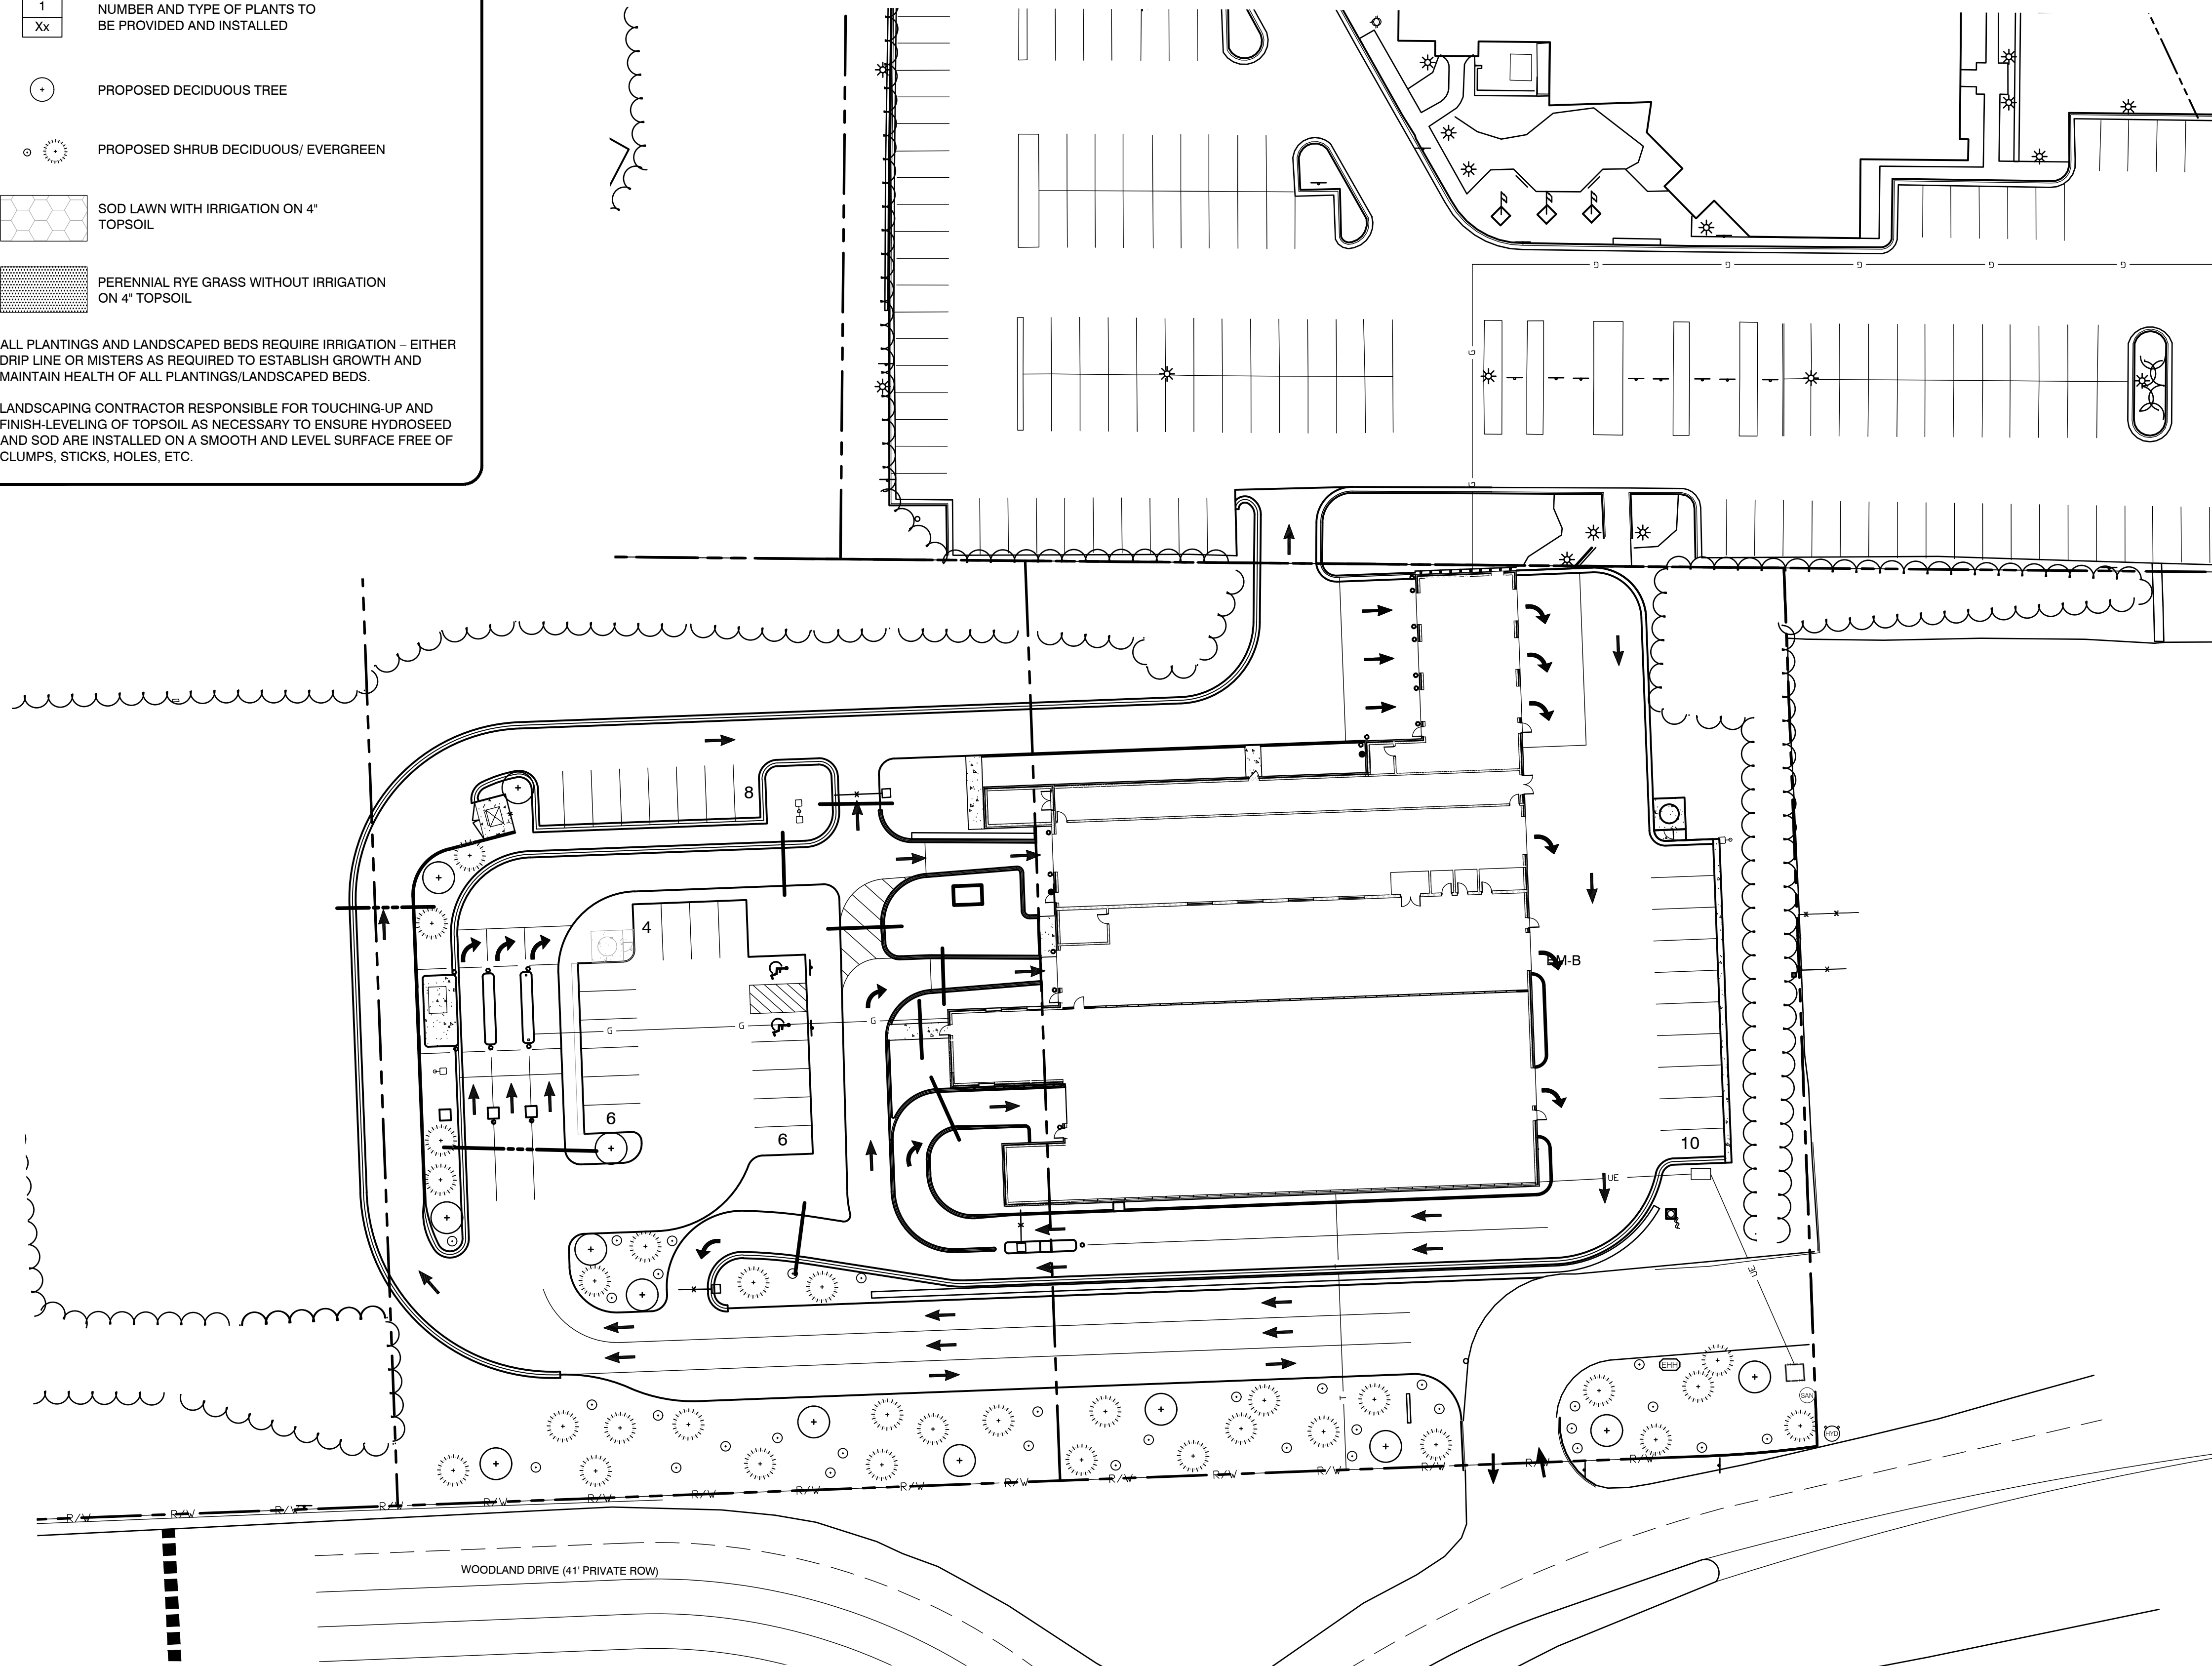 1
Xx
NUMBER AND TYPE OF PLANTS TO
BE PROVIDED AND INSTALLED
PROPOSED DECIDUOUS TREE
PROPOSED SHRUB DECIDUOUS/ EVERGREEN
SOD LAWN WITH IRRIGATION ON 4"
TOPSOIL
PERENNIAL RYE GRASS WITHOUT IRRIGATION
ON 4" TOPSOIL
ALL PLANTINGS AND LANDSCAPED BEDS REQUIRE IRRIGATION – EITHER
DRIP LINE OR MISTERS AS REQUIRED TO ESTABLISH GROWTH AND
MAINTAIN HEALTH OF ALL PLANTINGS/LANDSCAPED BEDS.
LANDSCAPING CONTRACTOR RESPONSIBLE FOR TOUCHING-UP AND
FINISH-LEVELING OF TOPSOIL AS NECESSARY TO ENSURE HYDROSEED
AND SOD ARE INSTALLED ON A SMOOTH AND LEVEL SURFACE FREE OF
CLUMPS, STICKS, HOLES, ETC.
G G G G G
G
G
8
4
M-B
G G G
6
6
10
UE
UE
EHH
SAN
HYD
T
R/W R/W R/W R/W R/W R/W R/W R/W R/W R/W R/W R/W R/W R/W R/W R/W
WOODLAND DRIVE (41' PRIVATE ROW)